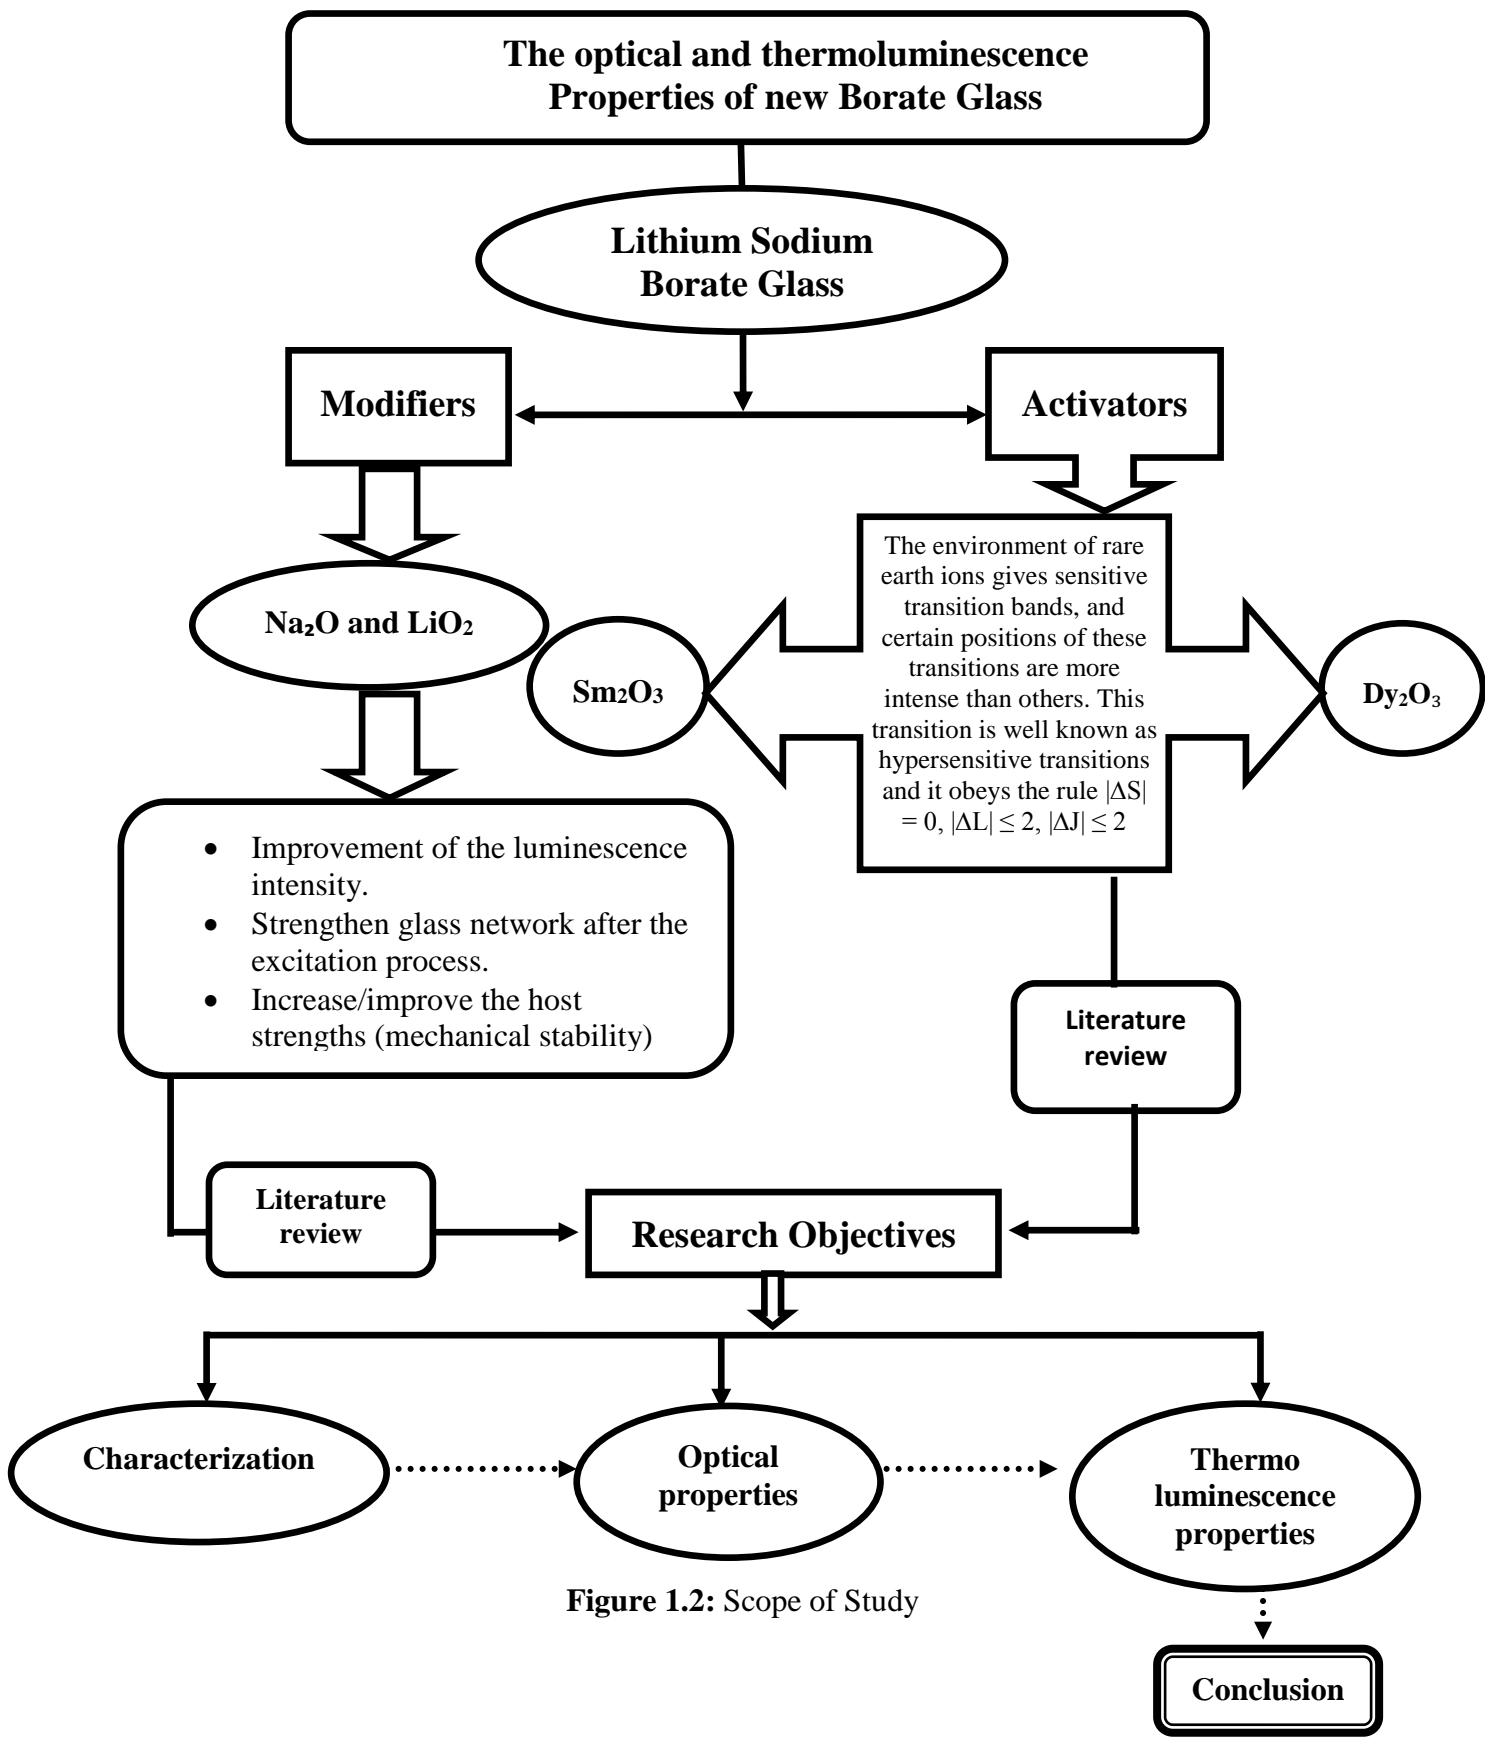 The optical and thermoluminescence
Properties of new Borate Glass
Lithium Sodium
Borate Glass
Modifiers
Activators
Na₂O and LiO₂
Sm₂O₃
The environment of rare
earth ions gives sensitive
transition bands, and
certain positions of these
transitions are more
intense than others. This
transition is well known as
hypersensitive transitions
and it obeys the rule |ΔS|
= 0, |ΔL| ≤ 2, |ΔJ| ≤ 2
Dy₂O₃
• Improvement of the luminescence
intensity.
• Strengthen glass network after the
excitation process.
• Increase/improve the host
strengths (mechanical stability)
Literature
review
Literature
review
Research Objectives
Characterization
Optical
properties
Thermo
luminescence
properties
Figure 1.2: Scope of Study
Conclusion